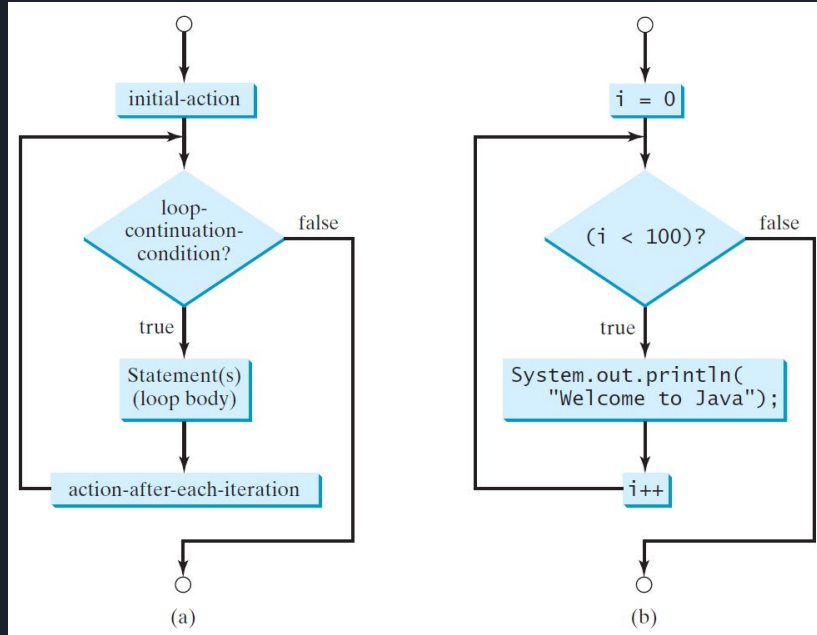 initial-action
loop-
continuation-
condition?
false
true
Statement(s)
(loop body)
action-after-each-iteration
(a)
i = 0
(i < 100)?
false
true
System.out.println(
"Welcome to Java");
i++
(b)